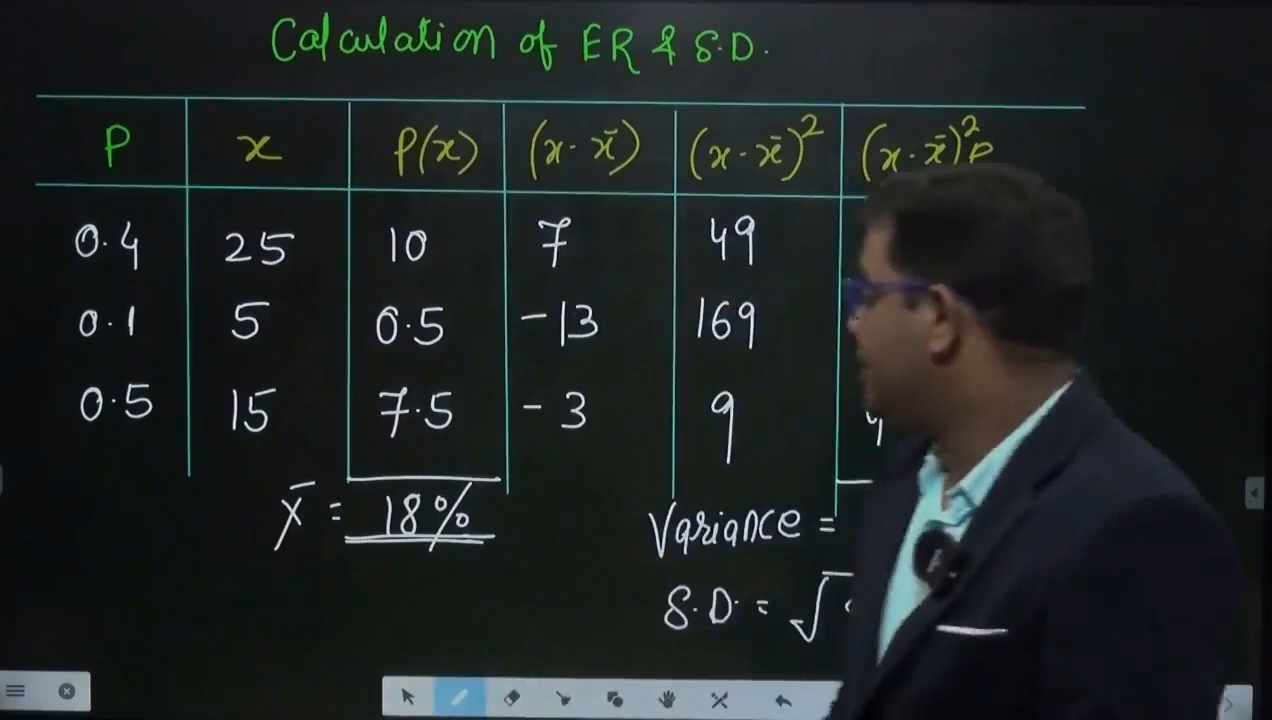 Calculation of ER & S.D.
P x P(x) (x - x̄) (x - x̄)² (x - x̄)²P
0.4 25 10 7 49
0.1 5 0.5 -13 169
0.5 15 7.5 -3 9 4
X̄ = 18% Variance =
S.D. = √